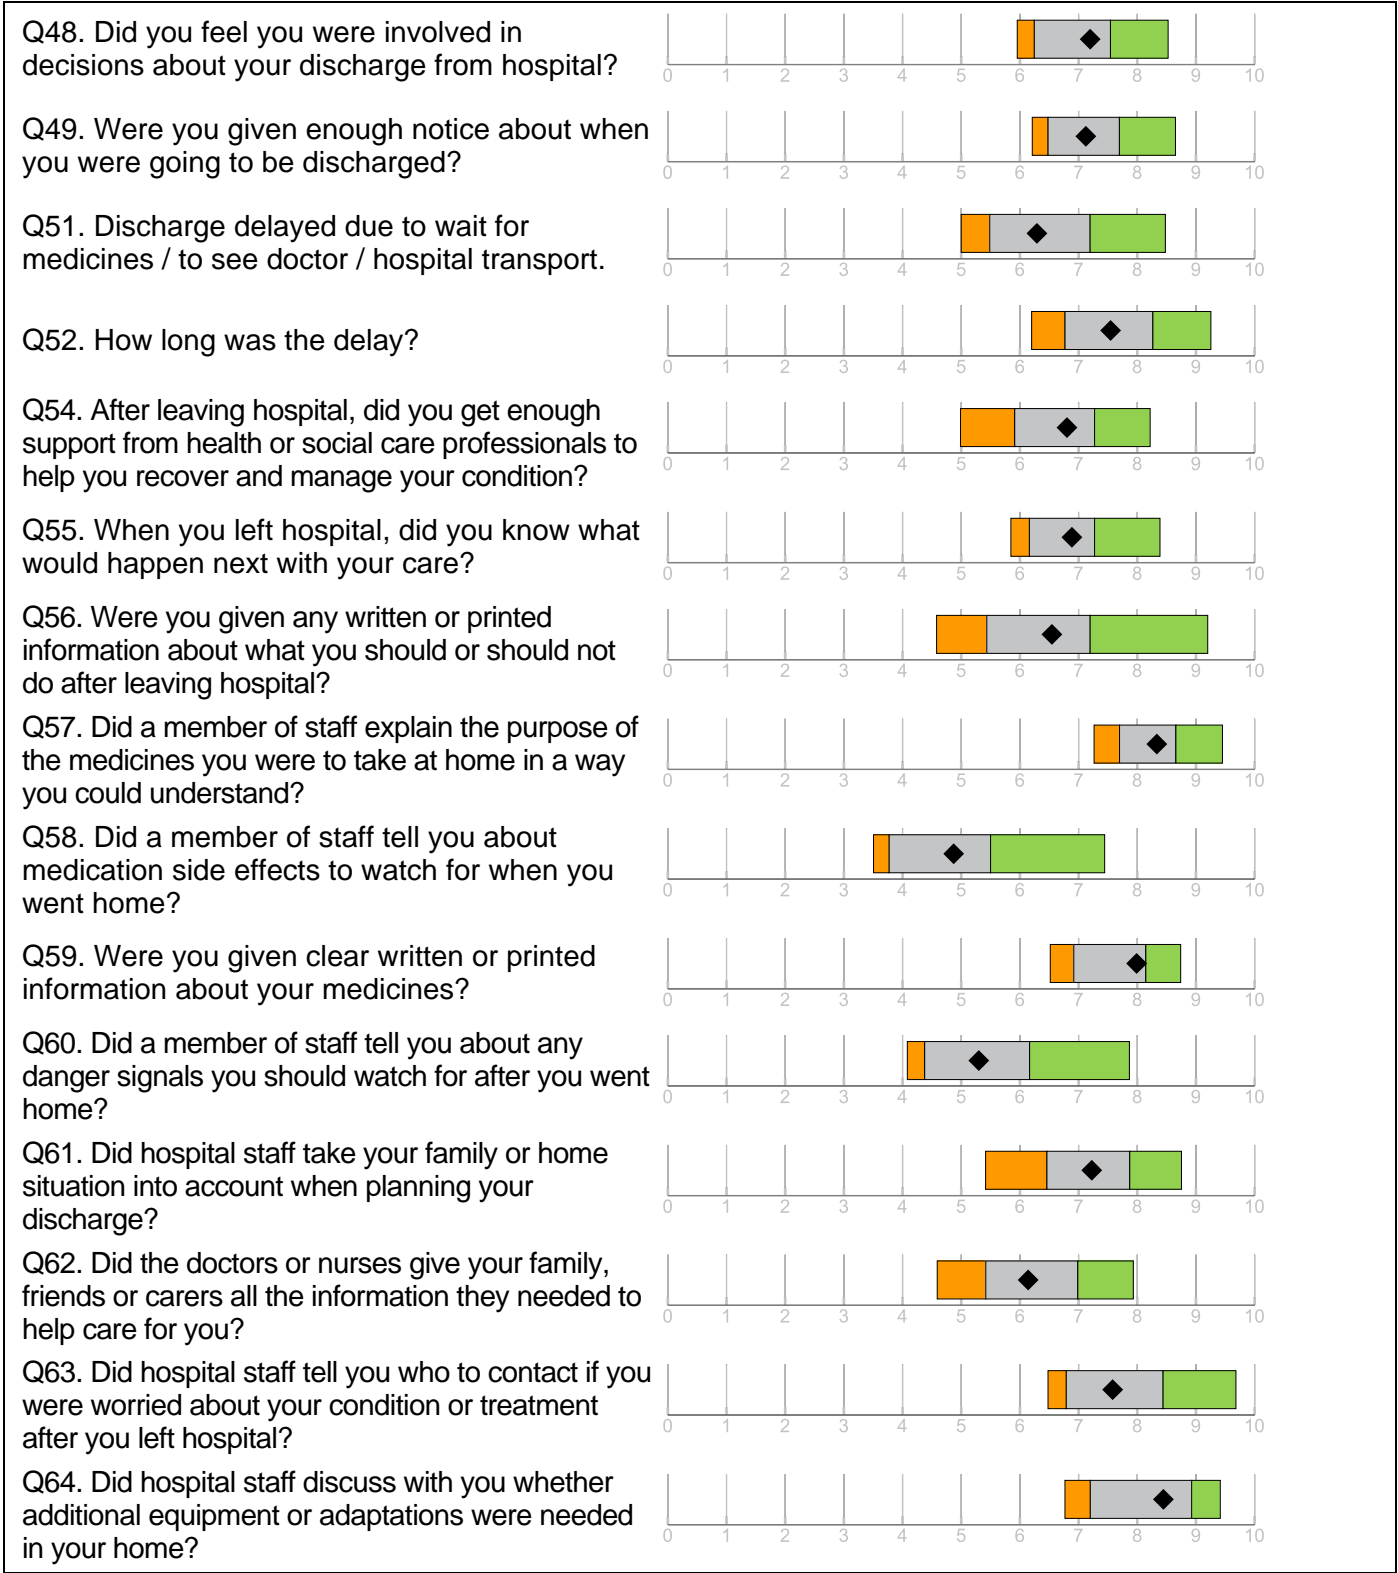 Q48. Did you feel you were involved in
decisions about your discharge from hospital?
0 1 2 3 4 5 6 7 8 9 10
Q49. Were you given enough notice about when
you were going to be discharged?
0 1 2 3 4 5 6 7 8 9 10
Q51. Discharge delayed due to wait for
medicines / to see doctor / hospital transport.
0 1 2 3 4 5 6 7 8 9 10
Q52. How long was the delay?
0 1 2 3 4 5 6 7 8 9 10
Q54. After leaving hospital, did you get enough
support from health or social care professionals to
help you recover and manage your condition?
0 1 2 3 4 5 6 7 8 9 10
Q55. When you left hospital, did you know what
would happen next with your care?
0 1 2 3 4 5 6 7 8 9 10
Q56. Were you given any written or printed
information about what you should or should not
do after leaving hospital?
0 1 2 3 4 5 6 7 8 9 10
Q57. Did a member of staff explain the purpose of
the medicines you were to take at home in a way
you could understand?
0 1 2 3 4 5 6 7 8 9 10
Q58. Did a member of staff tell you about
medication side effects to watch for when you
went home?
0 1 2 3 4 5 6 7 8 9 10
Q59. Were you given clear written or printed
information about your medicines?
0 1 2 3 4 5 6 7 8 9 10
Q60. Did a member of staff tell you about any
danger signals you should watch for after you went
home?
0 1 2 3 4 5 6 7 8 9 10
Q61. Did hospital staff take your family or home
situation into account when planning your
discharge?
0 1 2 3 4 5 6 7 8 9 10
Q62. Did the doctors or nurses give your family,
friends or carers all the information they needed to
help care for you?
0 1 2 3 4 5 6 7 8 9 10
Q63. Did hospital staff tell you who to contact if you
were worried about your condition or treatment
after you left hospital?
0 1 2 3 4 5 6 7 8 9 10
Q64. Did hospital staff discuss with you whether
additional equipment or adaptations were needed
in your home?
0 1 2 3 4 5 6 7 8 9 10